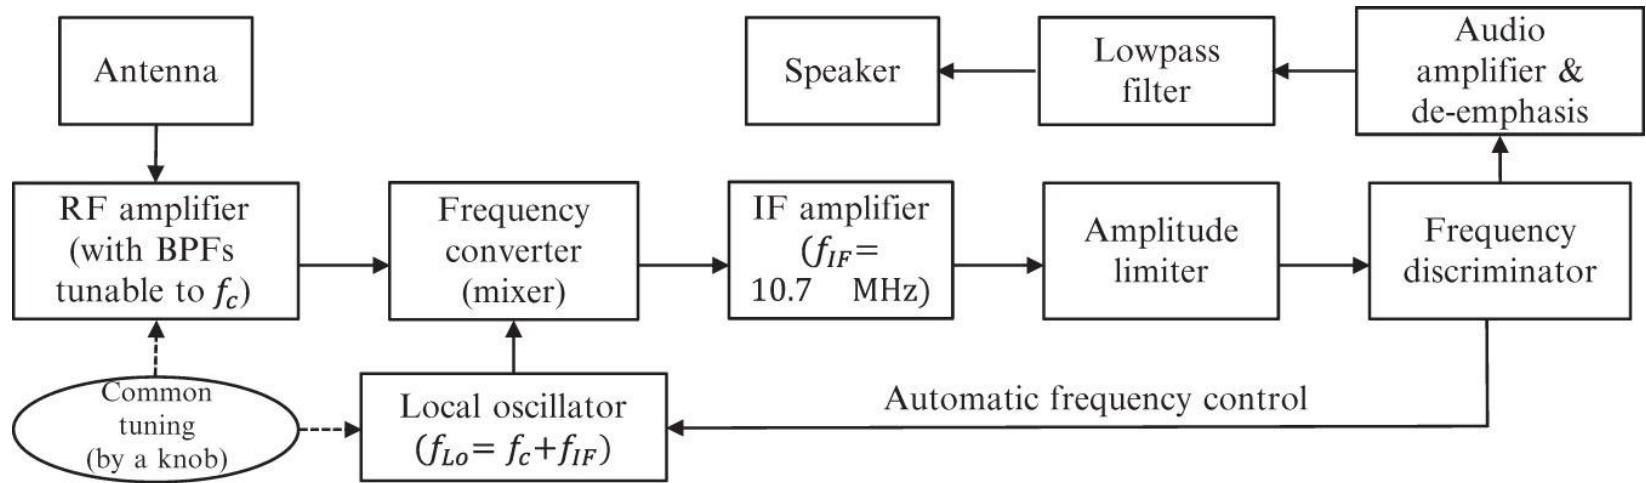 Antenna
Speaker
Lowpass
filter
Audio
amplifier &
de-emphasis
RF amplifier
(with BPFs
tunable to f_c)
Frequency
converter
(mixer)
IF amplifier
(f_IF=
10.7 MHz)
Amplitude
limiter
Frequency
discriminator
Common
tuning
(by a knob)
Local oscillator
(f_Lo= f_c+f_IF)
Automatic frequency control